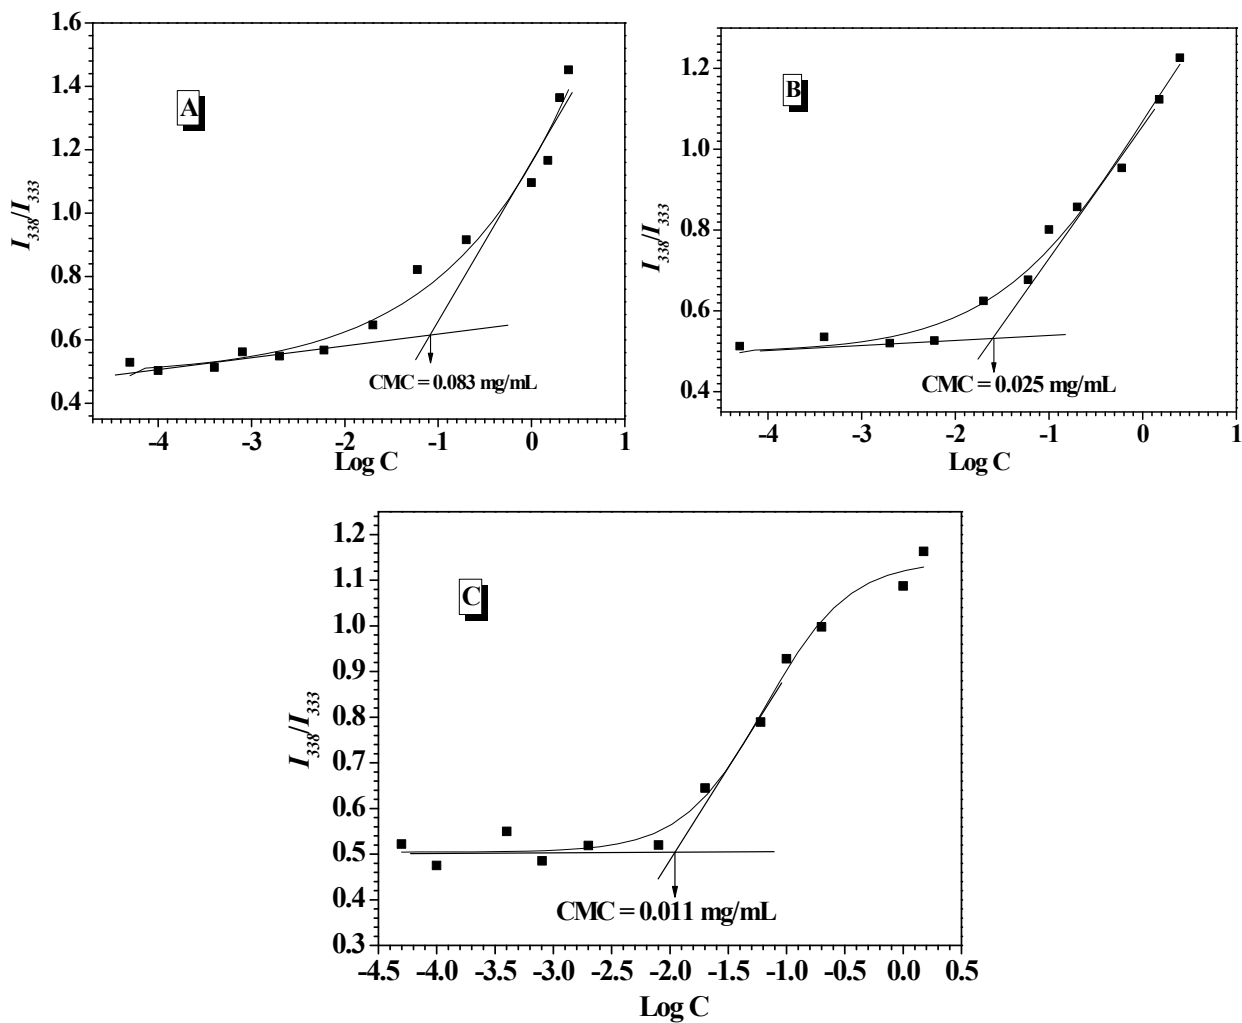 A
I338/I333
1.6
1.4
1.2
1.0
0.8
0.6
0.4
CMC = 0.083 mg/mL
-4 -3 -2 -1 0 1
Log C
B
I338/I333
1.2
1.0
0.8
0.6
0.4
CMC = 0.025 mg/mL
-4 -3 -2 -1 0 1
Log C
C
I338/I333
1.2
1.1
1.0
0.9
0.8
0.7
0.6
0.5
0.4
0.3
CMC = 0.011 mg/mL
-4.5 -4.0 -3.5 -3.0 -2.5 -2.0 -1.5 -1.0 -0.5 0.0 0.5
Log C